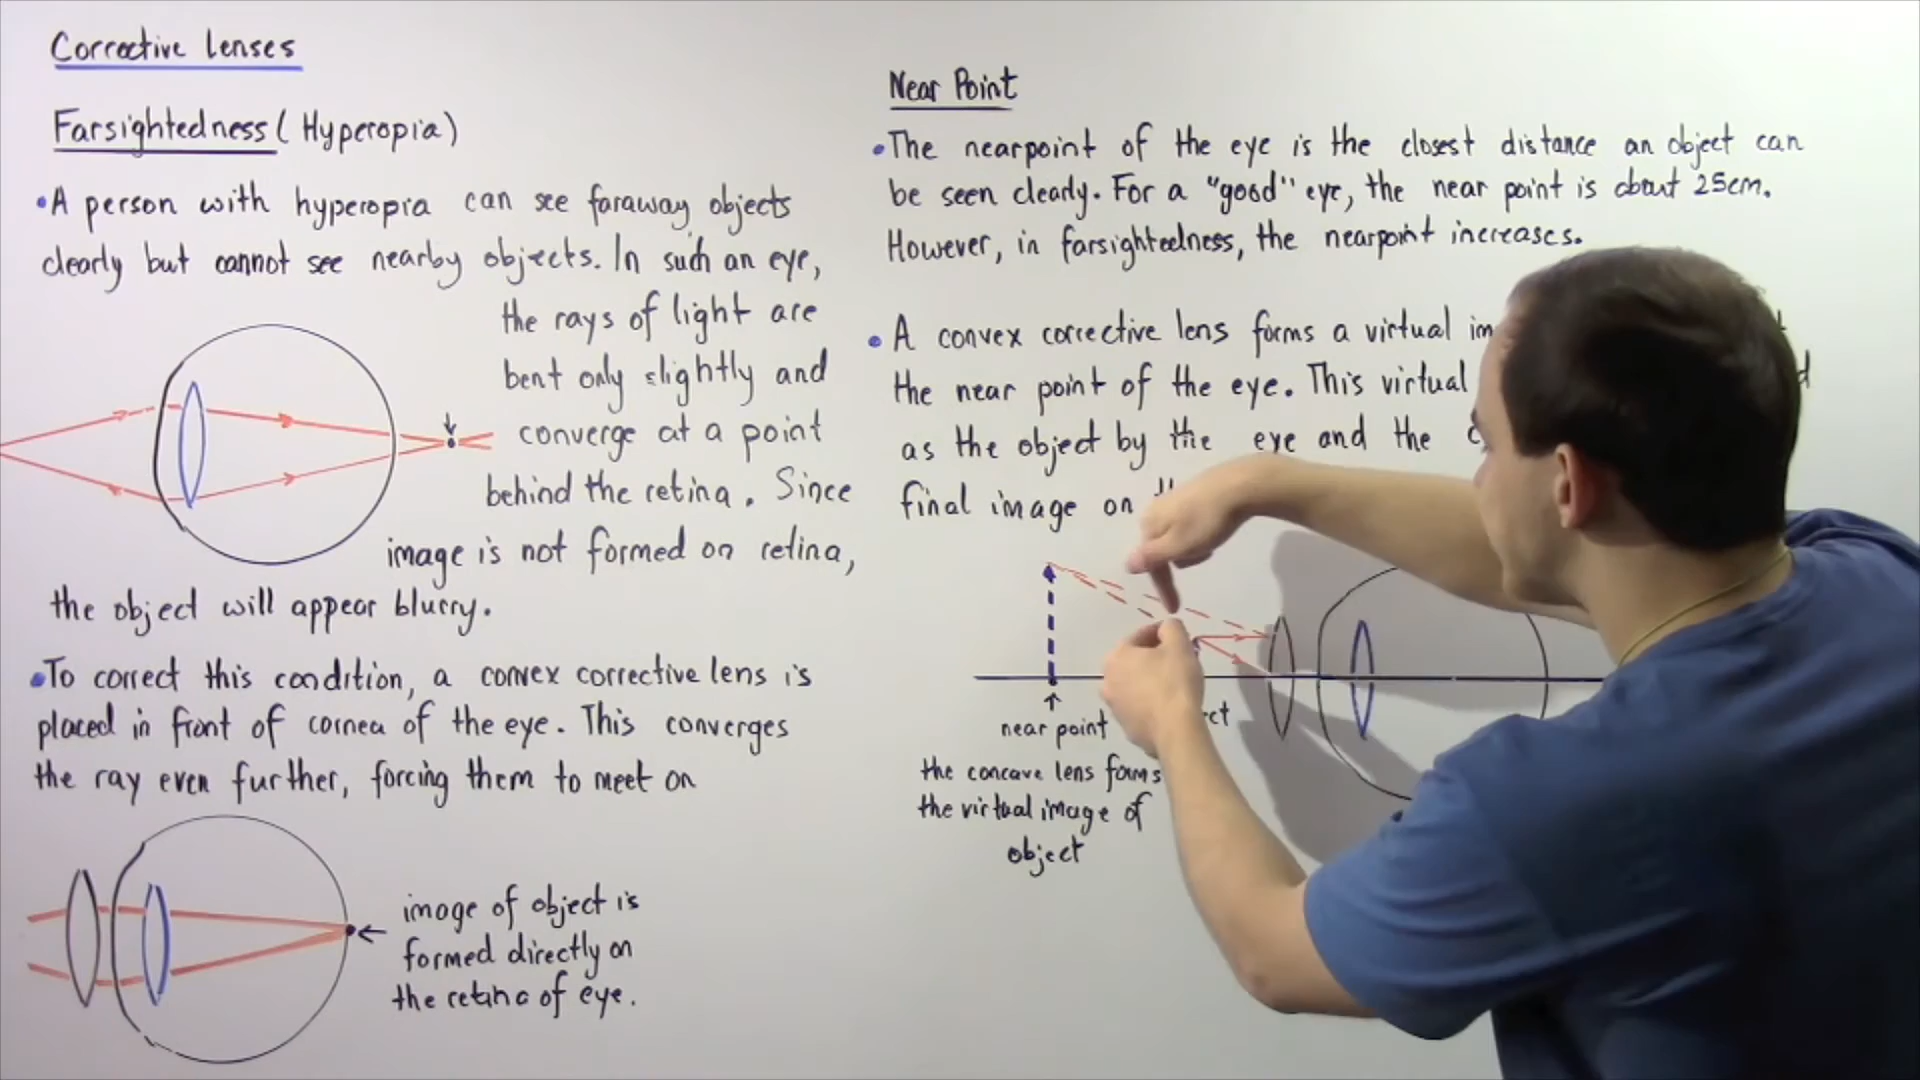 Corrective lenses
Farsightedness (Hyperopia)
•A person with hyperopia can see faraway objects
clearly but cannot see nearby objects. In such an eye,
the rays of light are
bent only slightly and
converge at a point
behind the retina. Since
image is not formed on retina,
the object will appear blurry.
•To correct this condition, a convex corrective lens is
placed in front of cornea of the eye. This converges
the ray even further, forcing them to meet on
image of object is
formed directly on
the retina of eye.
Near Point
•The nearpoint of the eye is the closest distance an object can
be seen clearly. For a "good" eye, the near point is about 25cm.
However, in farsightedness, the nearpoint increases.
•A convex corrective lens forms a virtual
the near point of the eye. This virtual
as the object by the eye and the
final image on
near point
the concave lens forms
the virtual image of
object